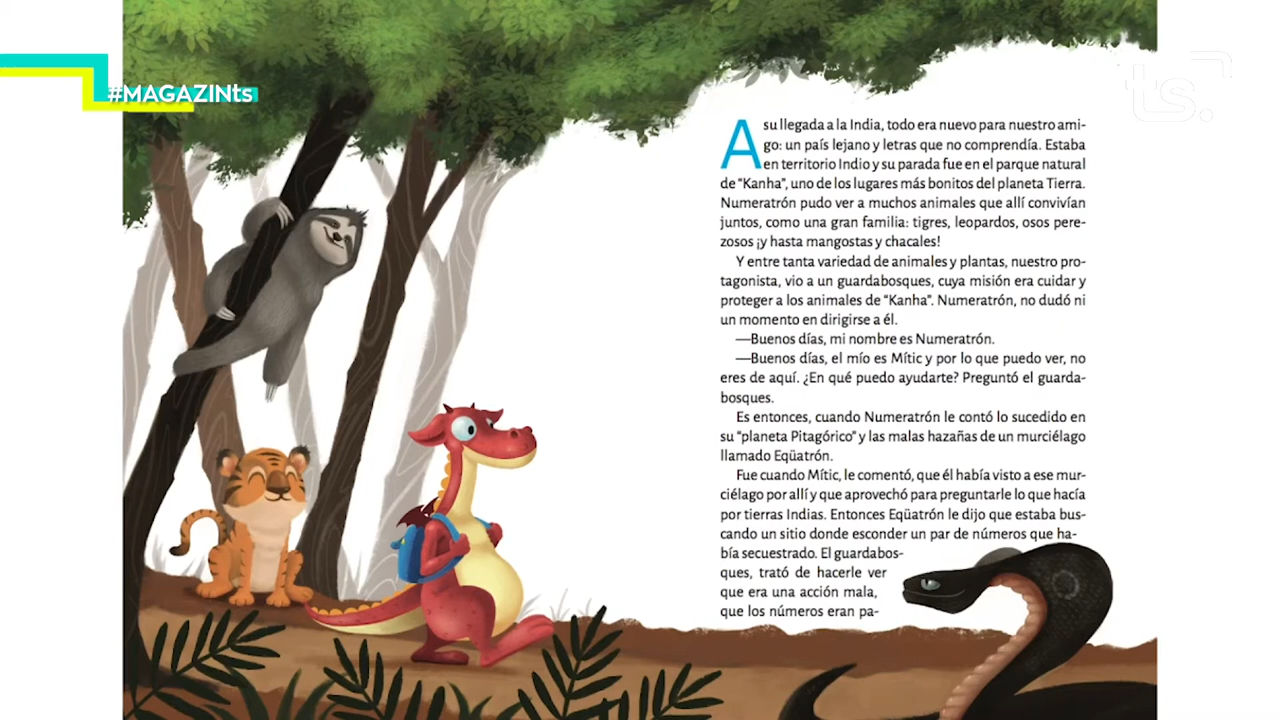 #MAGAZINts
ts.
A su llegada a la India, todo era nuevo para nuestro ami-
go: un país lejano y letras que no comprendía. Estaba
en territorio Indio y su parada fue en el parque natural
de “Kanha”, uno de los lugares más bonitos del planeta Tierra.
Numeratrón pudo ver a muchos animales que allí convivían
juntos, como una gran familia: tigres, leopardos, osos pere-
zosos ¡y hasta mangostas y chacales!
Y entre tanta variedad de animales y plantas, nuestro pro-
tagonista, vio a un guardabosques, cuya misión era cuidar y
proteger a los animales de “Kanha”. Numeratrón, no dudó ni
un momento en dirigirse a él.
—Buenos días, mi nombre es Numeratrón.
—Buenos días, el mío es Mític y por lo que puedo ver, no
eres de aquí. ¿En qué puedo ayudarte? Preguntó el guarda-
bosques.
Es entonces, cuando Numeratrón le contó lo sucedido en
su “planeta Pitagórico” y las malas hazañas de un murciélago
llamado Eqüatrón.
Fue cuando Mític, le comentó, que él había visto a ese mur-
ciélago por allí y que aprovechó para preguntarle lo que hacía
por tierras Indias. Entonces Eqüatrón le dijo que estaba bus-
cando un sitio donde esconder un par de números que ha-
bía secuestrado. El guardabos-
ques, trató de hacerle ver
que era una acción mala,
que los números eran pa-